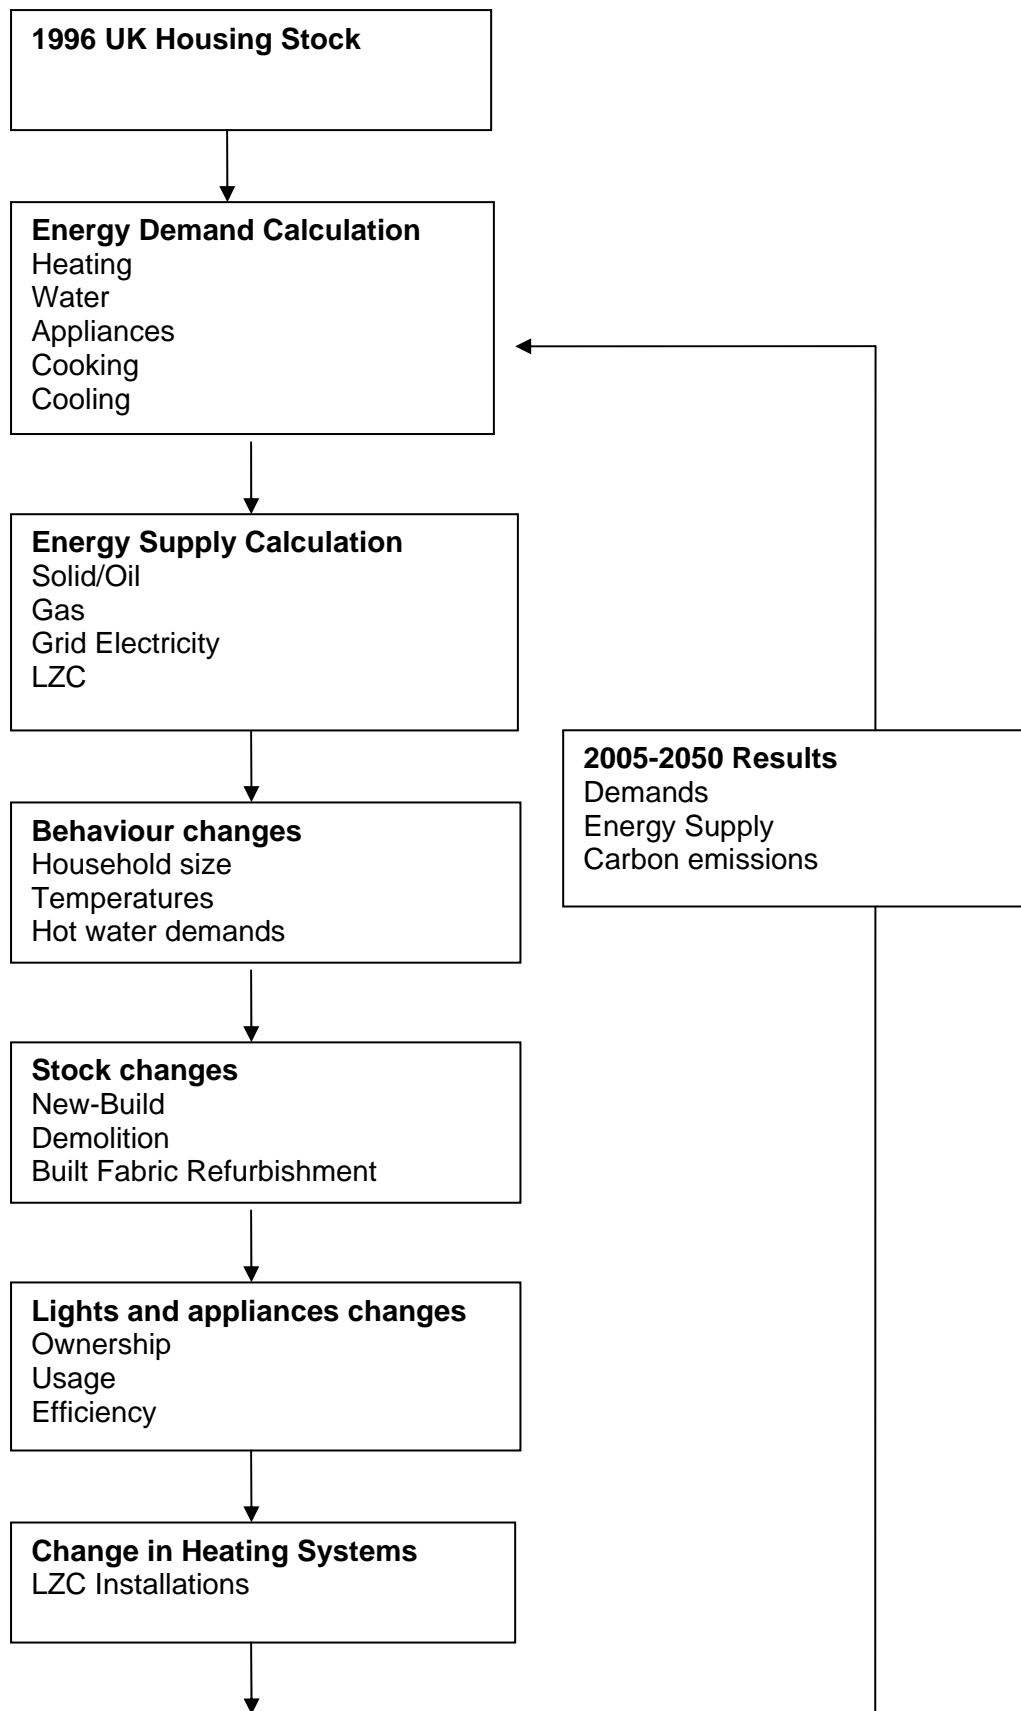 1996 UK Housing Stock
Energy Demand Calculation
Heating
Water
Appliances
Cooking
Cooling
Energy Supply Calculation
Solid/Oil
Gas
Grid Electricity
LZC
2005-2050 Results
Demands
Energy Supply
Carbon emissions
Behaviour changes
Household size
Temperatures
Hot water demands
Stock changes
New-Build
Demolition
Built Fabric Refurbishment
Lights and appliances changes
Ownership
Usage
Efficiency
Change in Heating Systems
LZC Installations